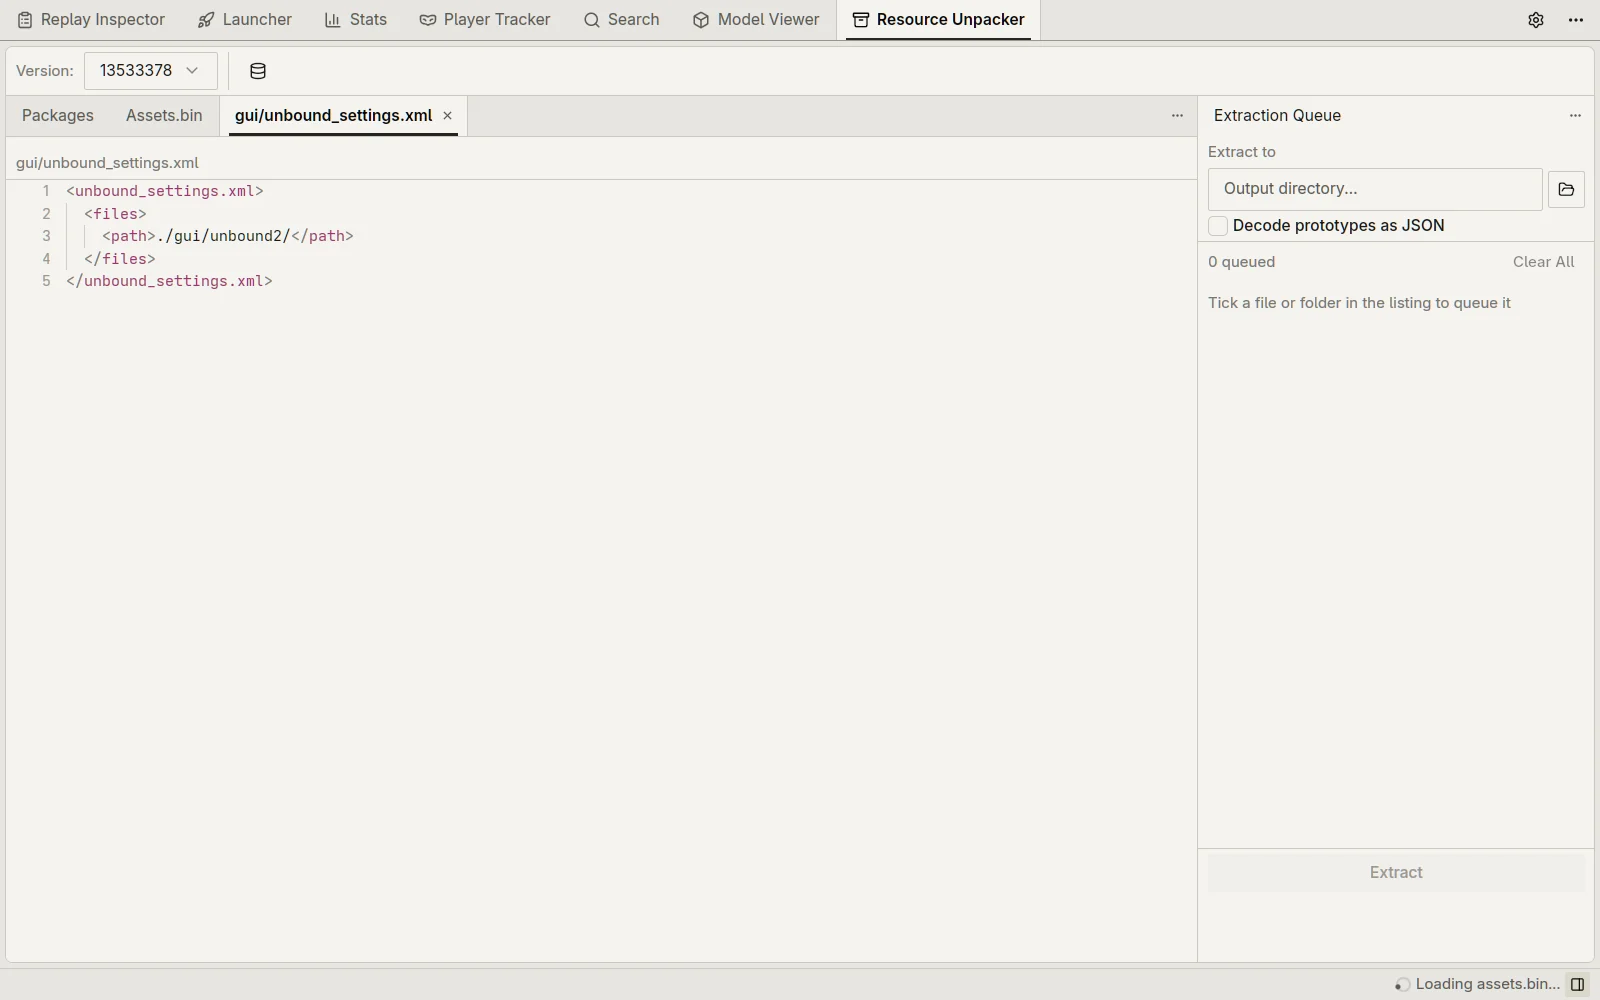 Replay Inspector Launcher Stats Player Tracker Search Model Viewer Resource Unpacker
Version: 13533378
Packages Assets.bin gui/unbound_settings.xml ×
gui/unbound_settings.xml
1 <unbound_settings.xml>
2 <files>
3 <path>./gui/unbound2/</path>
4 </files>
5 </unbound_settings.xml>
Extraction Queue
Extract to
Output directory...
Decode prototypes as JSON
0 queued Clear All
Tick a file or folder in the listing to queue it
Extract
Loading assets.bin...